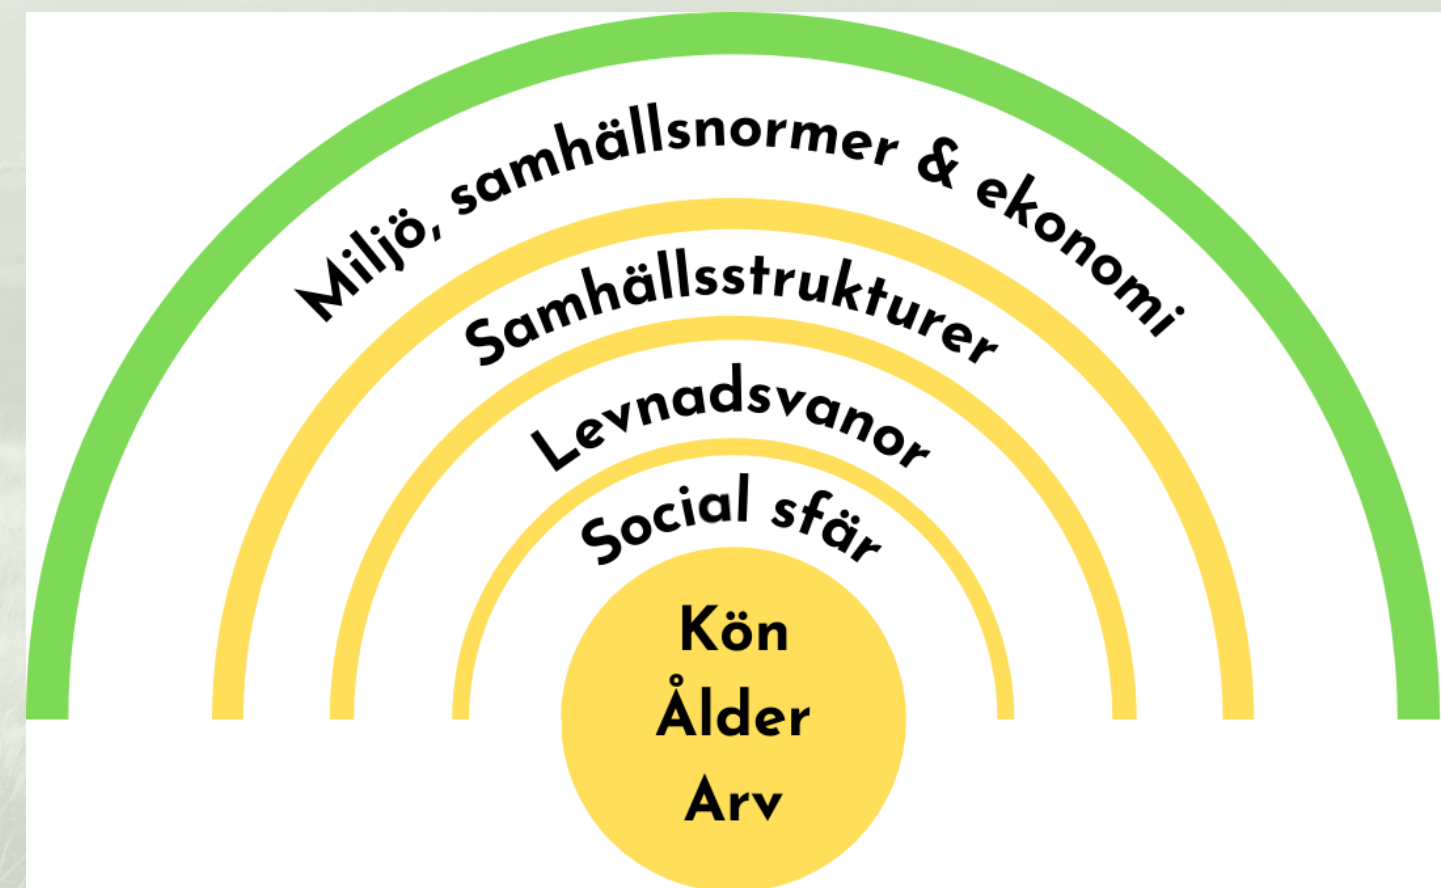 Miljö, samhällsnormer & ekonomi
Samhällsstrukturer
Levnadsvanor
Social sfär
Kön
Ålder
Arv